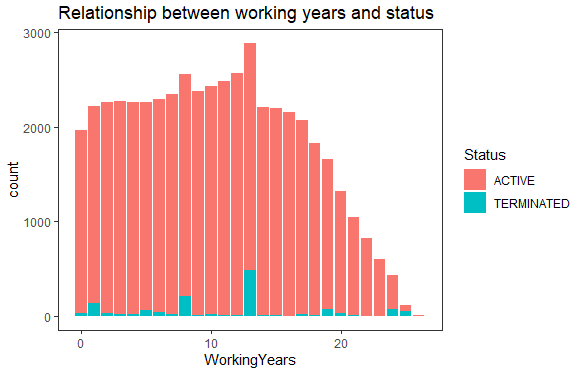 Relationship between working years and status
3000
2000
1000
0
count
0
10
20
WorkingYears
Status
ACTIVE
TERMINATED